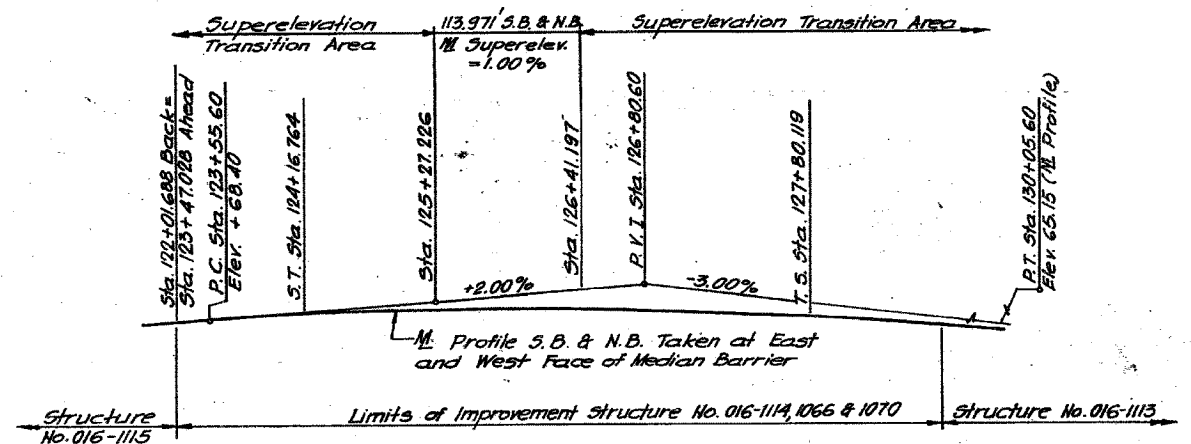 Superelevation
Transition Area
113.971' S.B. & N.B.
M Superelev.
=1.00%
Superelevation Transition Area
Sta. 122+01.688 Back =
Sta. 123+47.028 Ahead
P.C. Sta. 123+55.60
Elev. +68.40
S.T. Sta. 124+16.764
Sta. 125+27.226
Sta. 126+41.197
P.V.I. Sta. 126+80.60
T.S. Sta. 127+80.119
P.T. Sta. 130+05.60
Elev. 65.15 (M Profile)
+2.00%
-3.00%
M Profile S.B. & N.B. Taken at East
and West Face of Median Barrier
Structure
No. 016-1115
Limits of Improvement Structure No. 016-1114, 1066 & 1070
Structure No. 016-1113